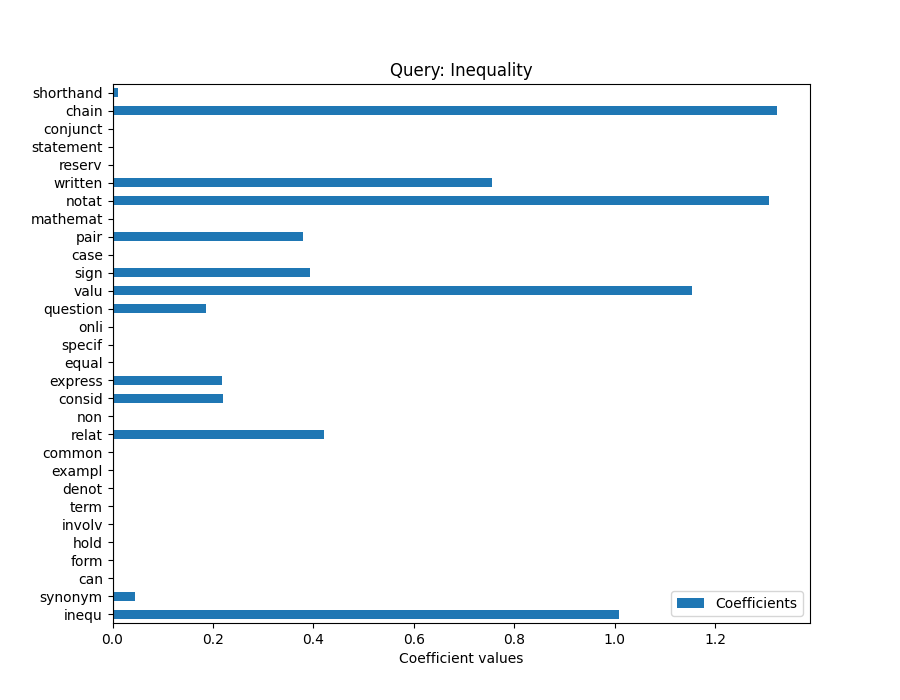 Query: Inequality
shorthand
chain
conjunct
statement
reserv
written
notat
mathemat
pair
case
sign
valu
question
onli
specif
equal
express
consid
non
relat
common
exampl
denot
term
involv
hold
form
can
synonym
inequ
Coefficients
0.0 0.2 0.4 0.6 0.8 1.0 1.2
Coefficient values